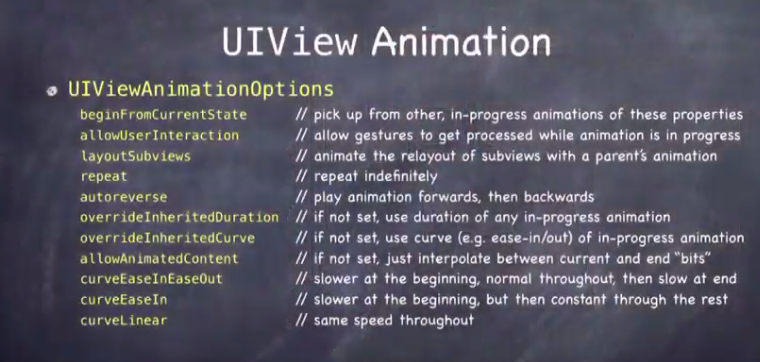 UIView Animation
UIViewAnimationOptions
beginFromCurrentState // pick up from other, in-progress animations of these properties
allowUserInteraction // allow gestures to get processed while animation is in progress
layoutSubviews // animate the relayout of subviews with a parent's animation
repeat // repeat indefinitely
autoreverse // play animation forwards, then backwards
overrideInheritedDuration // if not set, use duration of any in-progress animation
overrideInheritedCurve // if not set, use curve (e.g. ease-in/out) of in-progress animation
allowAnimatedContent // if not set, just interpolate between current and end “bits”
curveEaseInEaseOut // slower at the beginning, normal throughout, then slow at end
curveEaseIn // slower at the beginning, but then constant through the rest
curveLinear // same speed throughout